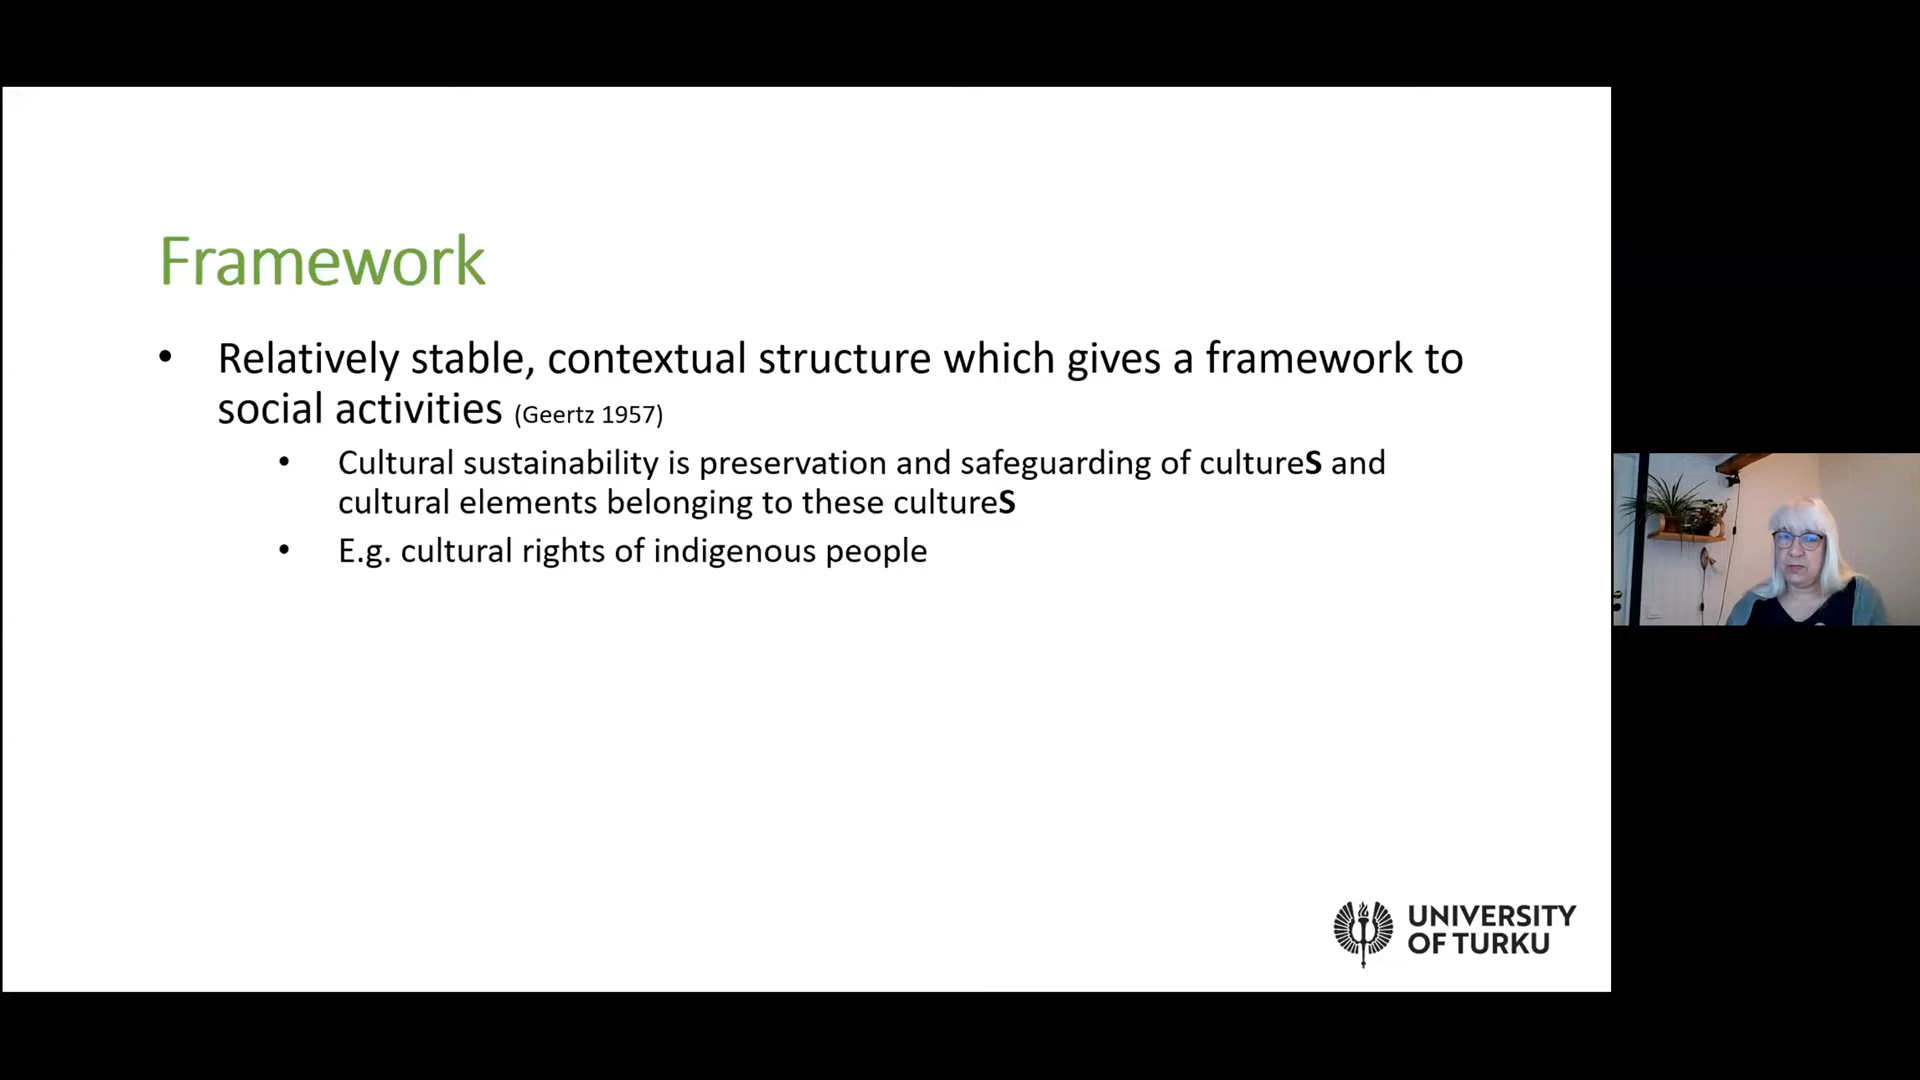 Framework
• Relatively stable, contextual structure which gives a framework to
social activities (Geertz 1957)
• Cultural sustainability is preservation and safeguarding of cultureS and
cultural elements belonging to these cultureS
• E.g. cultural rights of indigenous people
UNIVERSITY
OF TURKU